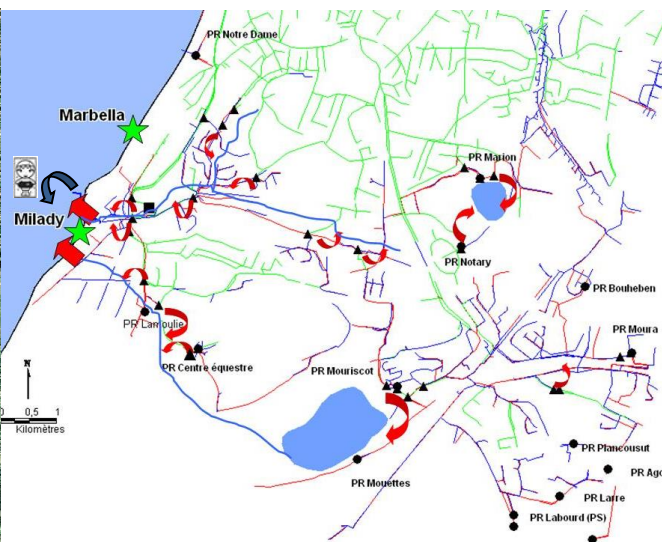 PR Notre Dame
Marbella
PR Marion
Milady
PR Notary
PR Bouheben
PR Lamoulie
PR Moura
N
PR Centre équestre
PR Mouriscot
0 0,5 1
Kilomètres
PR Plancousut
PR Ago
PR Mouettes
PR Larre
PR Labourd (PS)